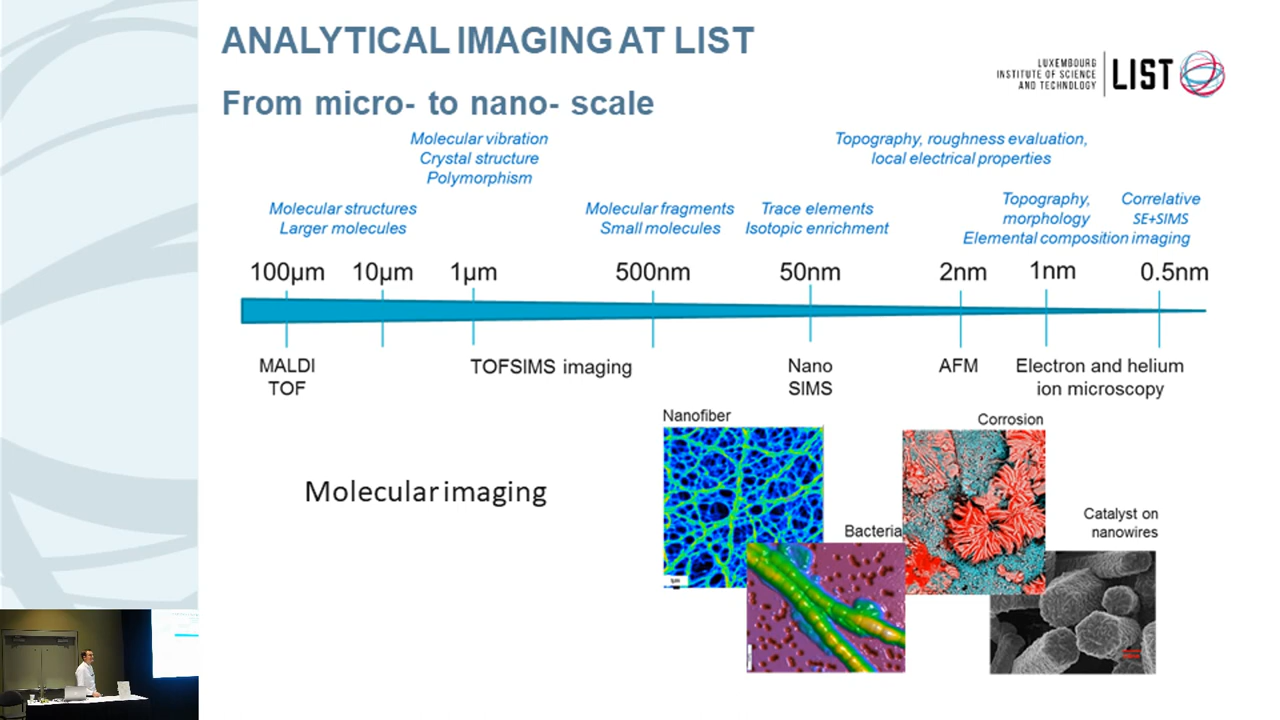 ANALYTICAL IMAGING AT LIST
LUXEMBOURG
INSTITUTE OF SCIENCE
AND TECHNOLOGY
LIST
From micro- to nano- scale
Molecular vibration
Crystal structure
Polymorphism
Topography, roughness evaluation,
local electrical properties
Molecular structures
Larger molecules
Molecular fragments
Small molecules
Trace elements
Isotopic enrichment
Topography,
morphology
Elemental composition
Correlative
SE+SIMS
imaging
100µm 10µm 1µm 500nm 50nm 2nm 1nm 0.5nm
MALDI
TOF
TOFSIMS imaging
Nano
SIMS
AFM
Electron and helium
ion microscopy
Nanofiber
Corrosion
Molecular imaging
Bacteria
Catalyst on
nanowires